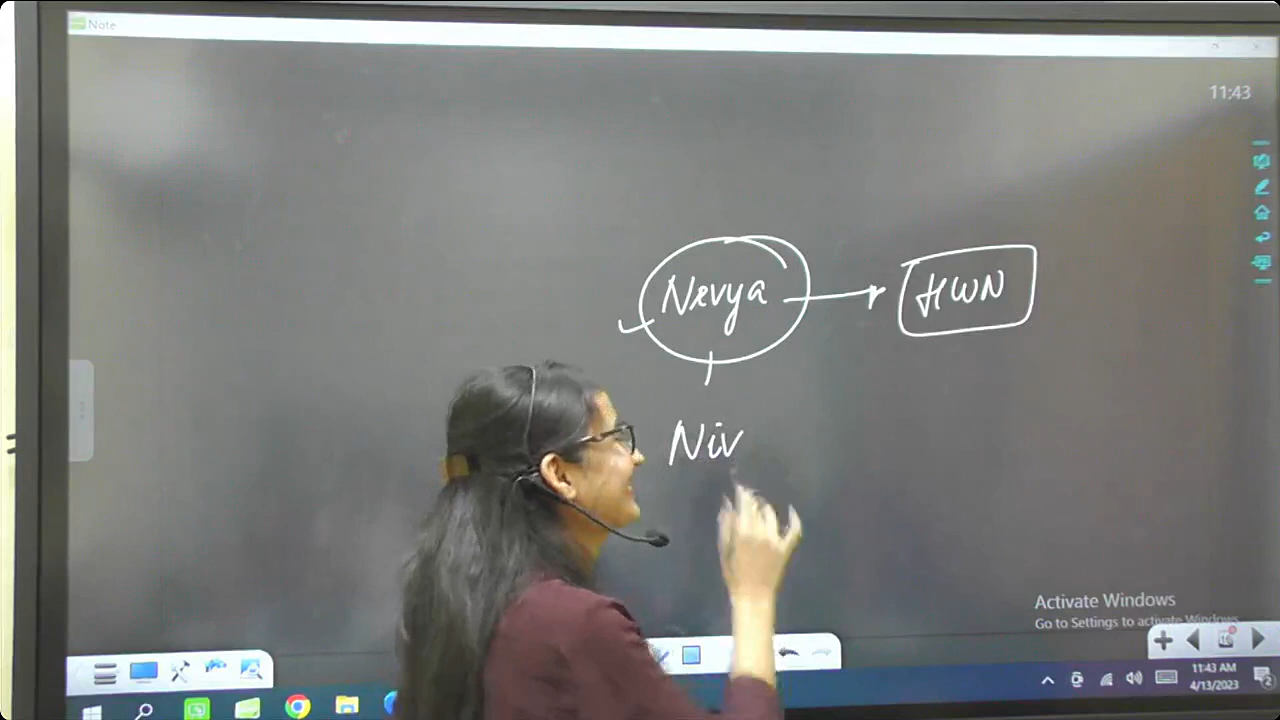 Note
11:43
Nevya
HWN
Niv
Activate Windows
Go to Settings to activate Windows.
11:43 AM
4/13/2023